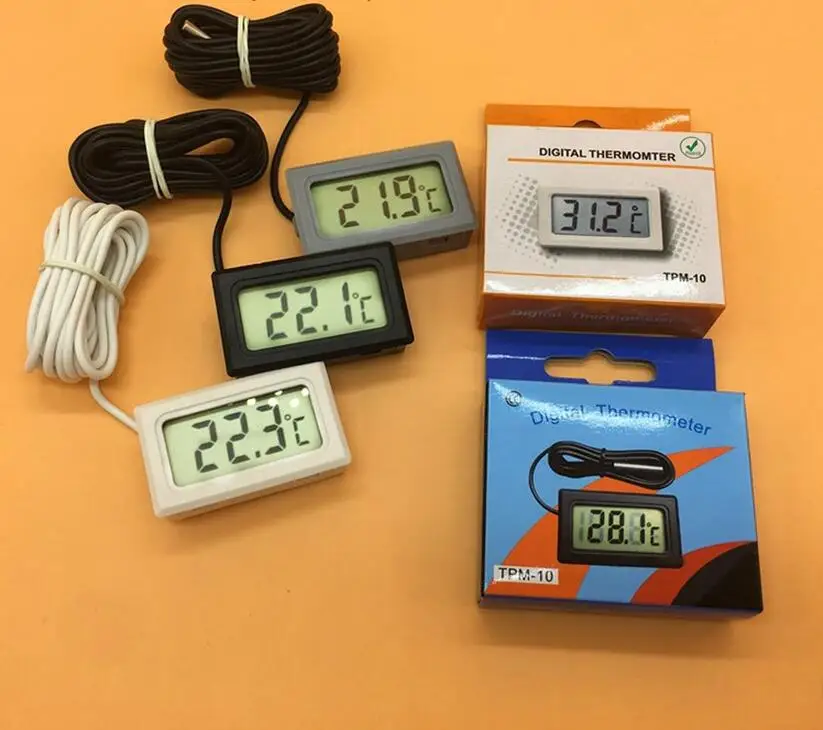 21.9°C
22.1°C
22.3°C
DIGITAL THERMOMTER
31.2°C
TPM-10
Digital Thermometer
Digital Thermometer
28.1°C
TPM-10